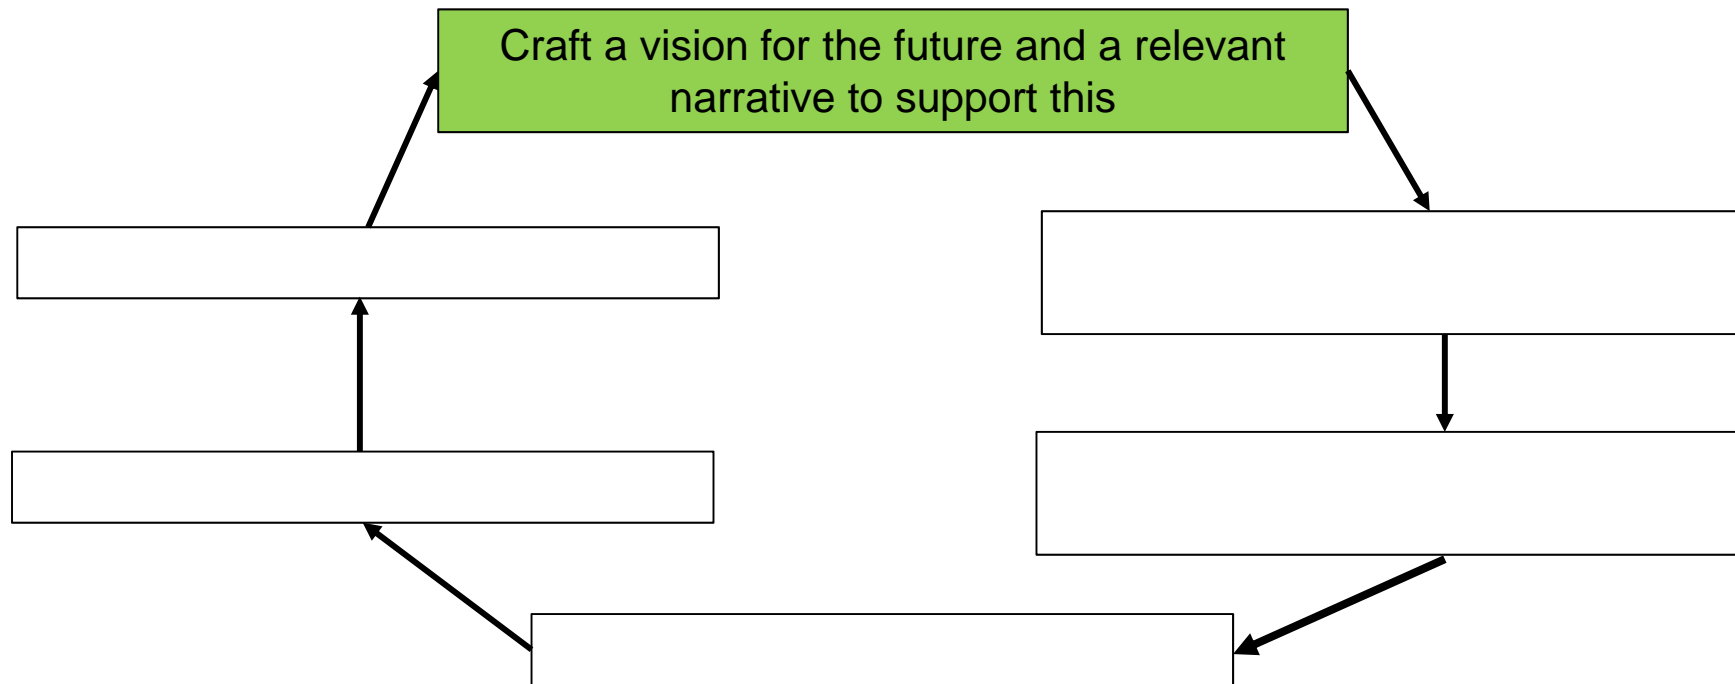 Craft a vision for the future and a relevant
narrative to support this